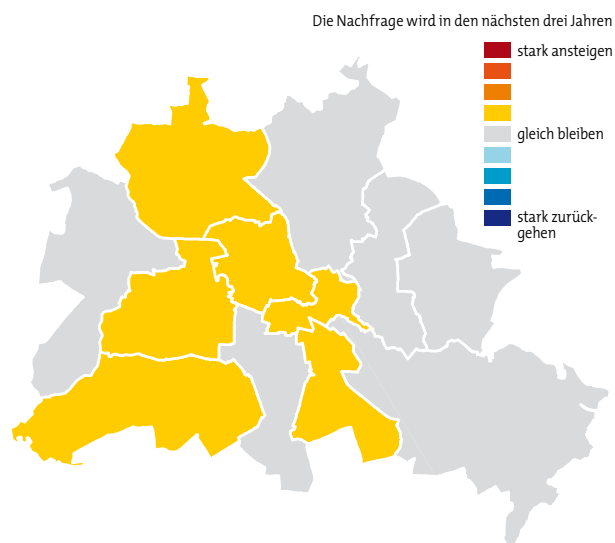 Die Nachfrage wird in den nächsten drei Jahren
stark ansteigen
gleich bleiben
stark zurück-
gehen